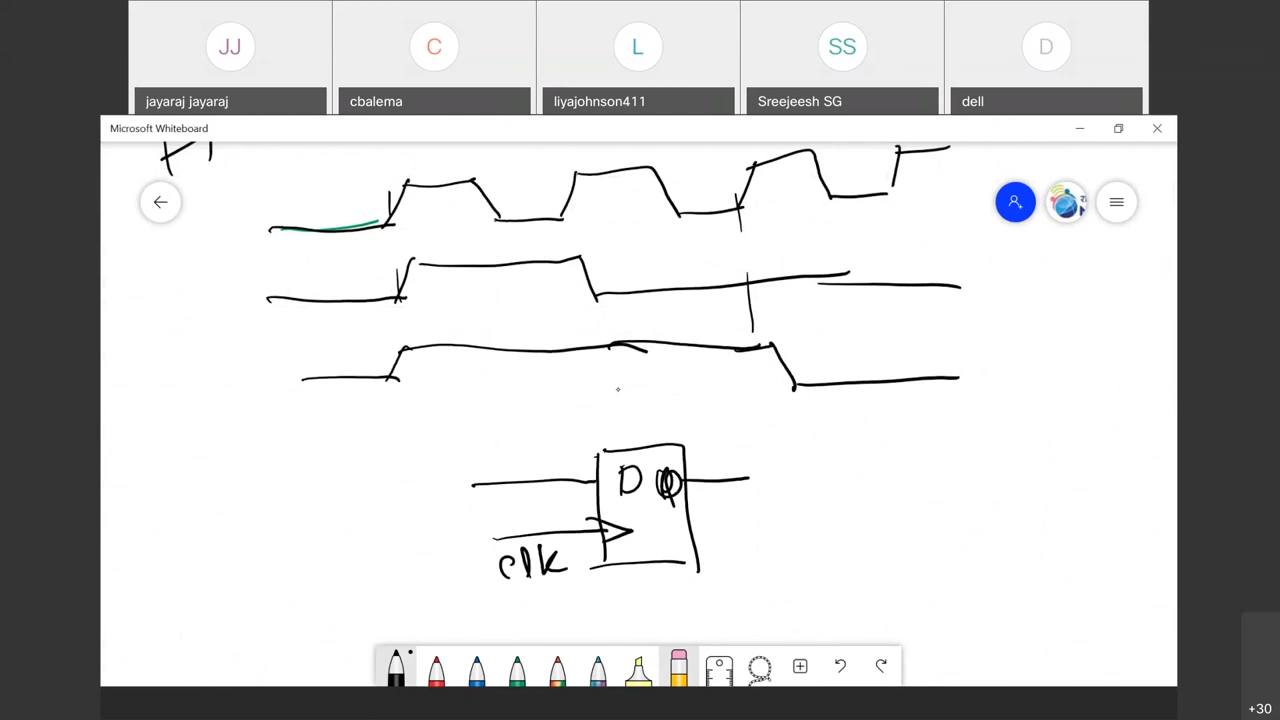 JJ C L SS D
jayaraj jayaraj cbalema liyajohnson411 Sreejeesh SG dell
Microsoft Whiteboard
D Q
clk
+30